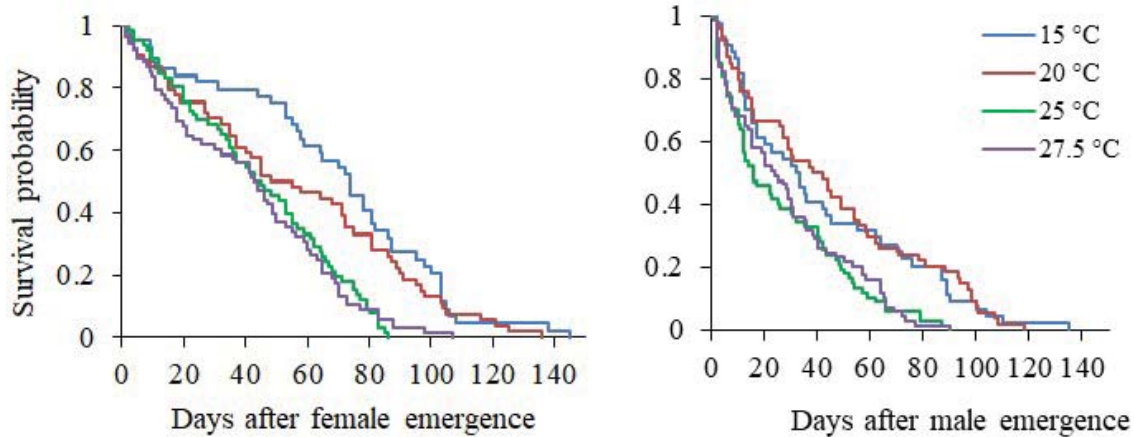 1
0.8
0.6
0.4
0.2
0
0 20 40 60 80 100 120 140
Survival probability
Days after female emergence
1
0.8
0.6
0.4
0.2
0
0 20 40 60 80 100 120 140
Days after male emergence
15 °C
20 °C
25 °C
27.5 °C